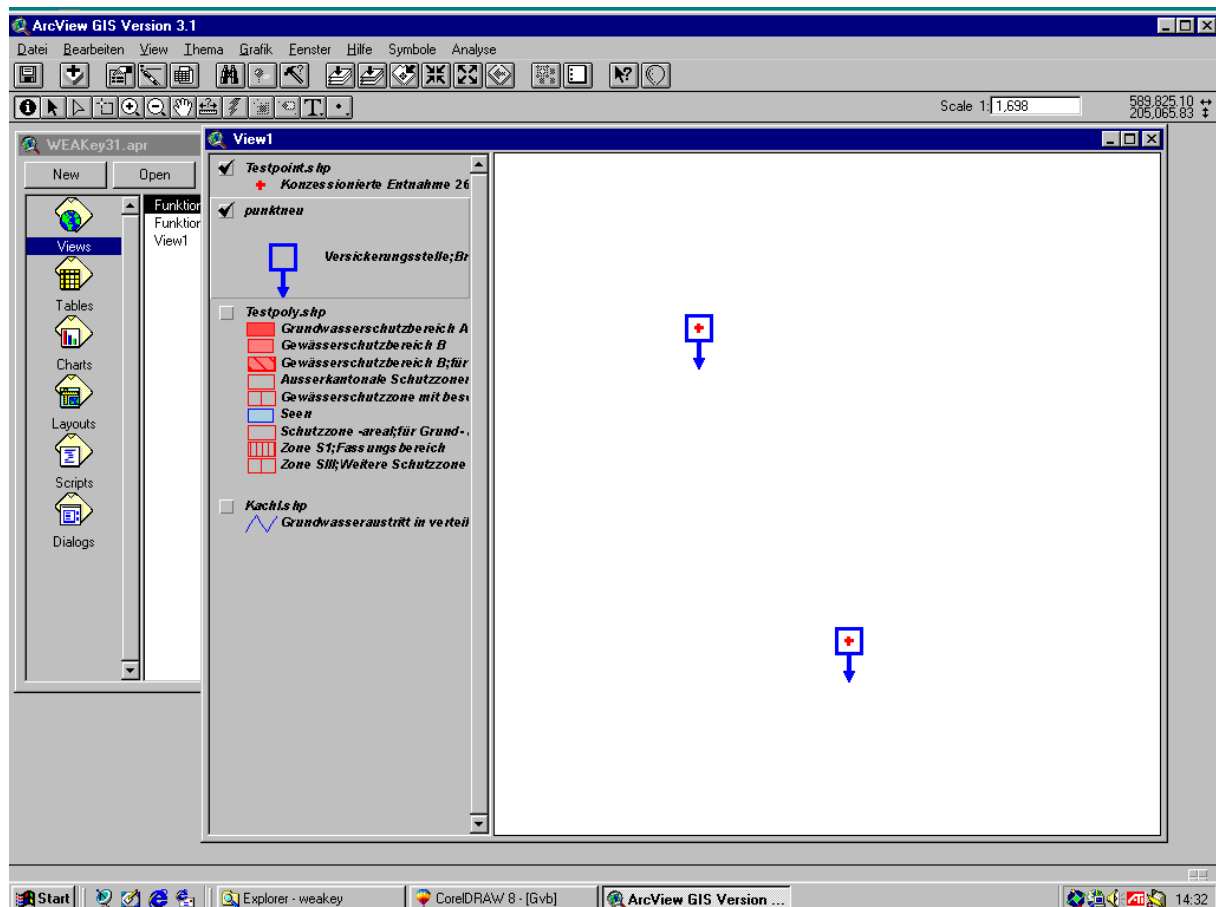 ArcView GIS Version 3.1
Datei Bearbeiten View Thema Grafik Fenster Hilfe Symbole Analyse
Scale 1: 1,698
589,825.10
205,065.83
WEAKey31.apr
New Open
Funktion
Funktion
View1
Views
Tables
Charts
Layouts
Scripts
Dialogs
View1
Testpoint.shp
Konzessionierte Entnahme 26
punktneu
Versickerungsstelle;Br
Testpoly.shp
Grundwasserschutzbereich A
Gewässerschutzbereich B
Gewässerschutzbereich B;für
Ausserkantonale Schutzzonen
Gewässerschutzzone mit bes
Seen
Schutzzone -areal;für Grund-
Zone S1;Fassungsbereich
Zone SIII;Weitere Schutzzone
Kachl.shp
Grundwasseraustritt in verteil
Start Explorer - weakey CorelDRAW 8 - [Gvb] ArcView GIS Version ... 14:32